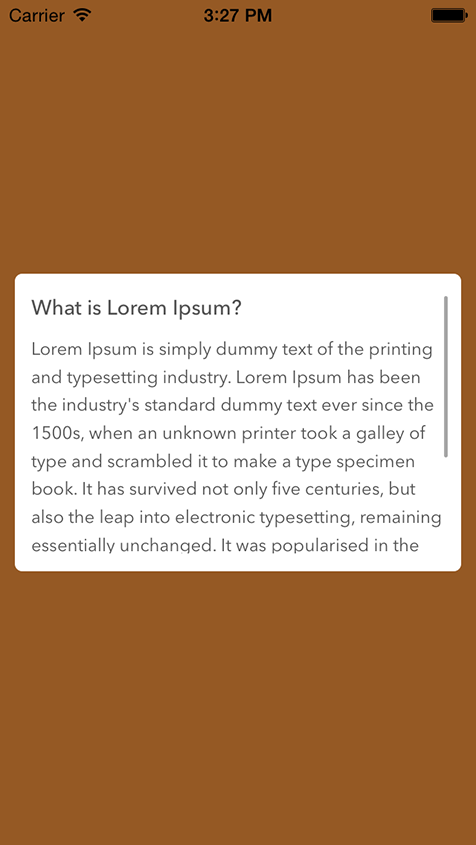 Carrier 3:27 PM
What is Lorem Ipsum?
Lorem Ipsum is simply dummy text of the printing
and typesetting industry. Lorem Ipsum has been
the industry's standard dummy text ever since the
1500s, when an unknown printer took a galley of
type and scrambled it to make a type specimen
book. It has survived not only five centuries, but
also the leap into electronic typesetting, remaining
essentially unchanged. It was popularised in the